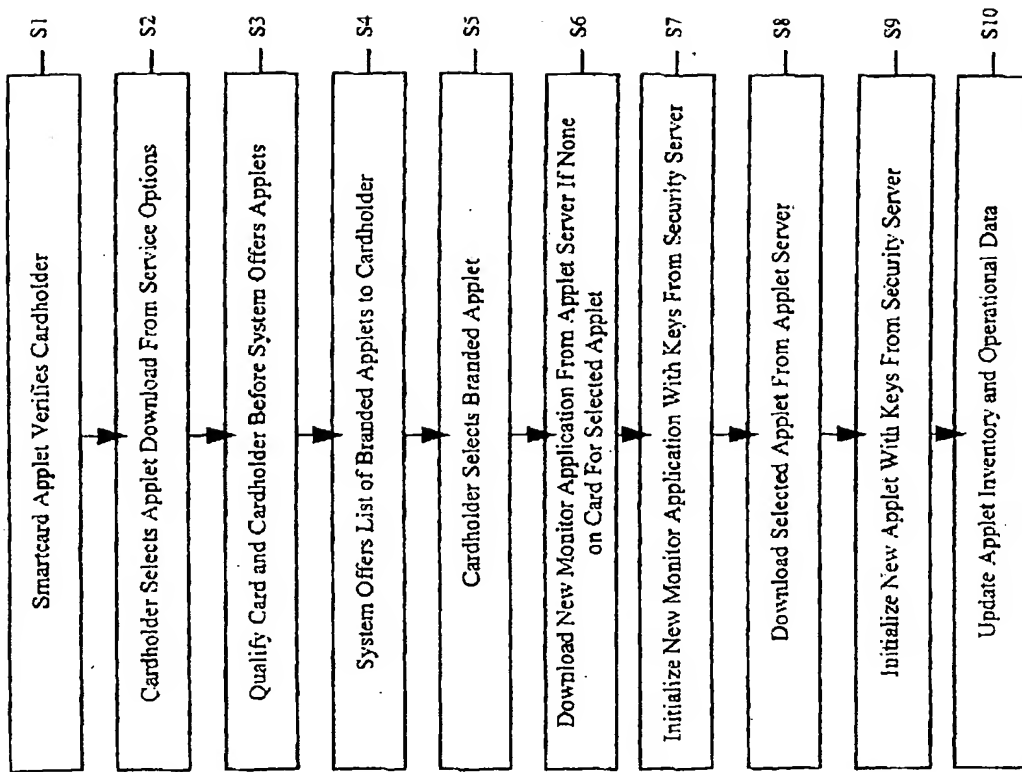 Smartcard Applet Verifies Cardholder
S1
Cardholder Selects Applet Download From Service Options
S2
Qualify Card and Cardholder Before System Offers Applets
S3
System Offers List of Branded Applets to Cardholder
S4
Cardholder Selects Branded Applet
S5
Download New Monitor Application From Applet Server If None
on Card For Selected Applet
S6
Initialize New Monitor Application With Keys From Security Server
S7
Download Selected Applet From Applet Server
S8
Initialize New Applet With Keys From Security Server
S9
Update Applet Inventory and Operational Data
S10